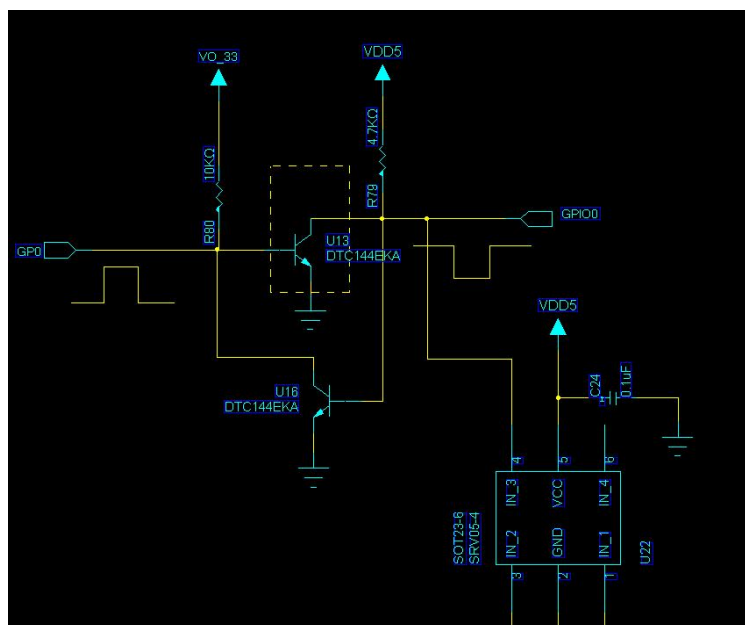 VO_33
VDD5
10KΩ
4.7KΩ
R80
R79
GP0
GPIO0
U13
DTC144EKA
VDD5
U16
DTC144EKA
C24
0.1uF
4
5
6
IN_3
VCC
IN_4
SOT23-6
SRV05-4
IN_2
GND
IN_1
U22
3
2
1